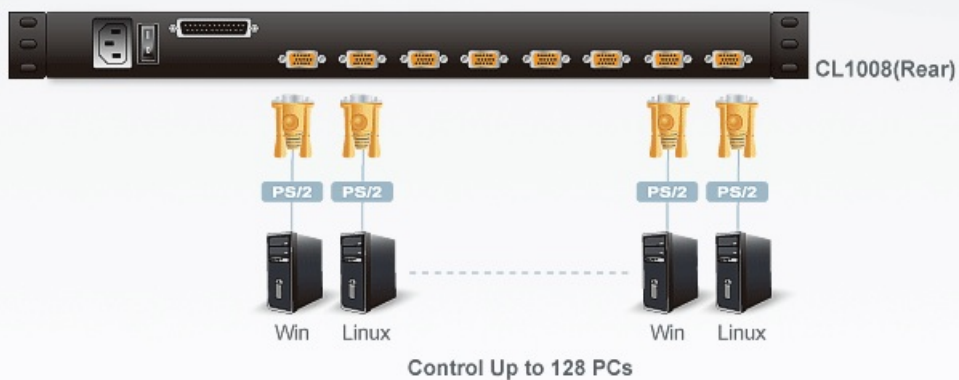 CL1008(Rear)
PS/2 PS/2 PS/2 PS/2
Win Linux Win Linux
Control Up to 128 PCs